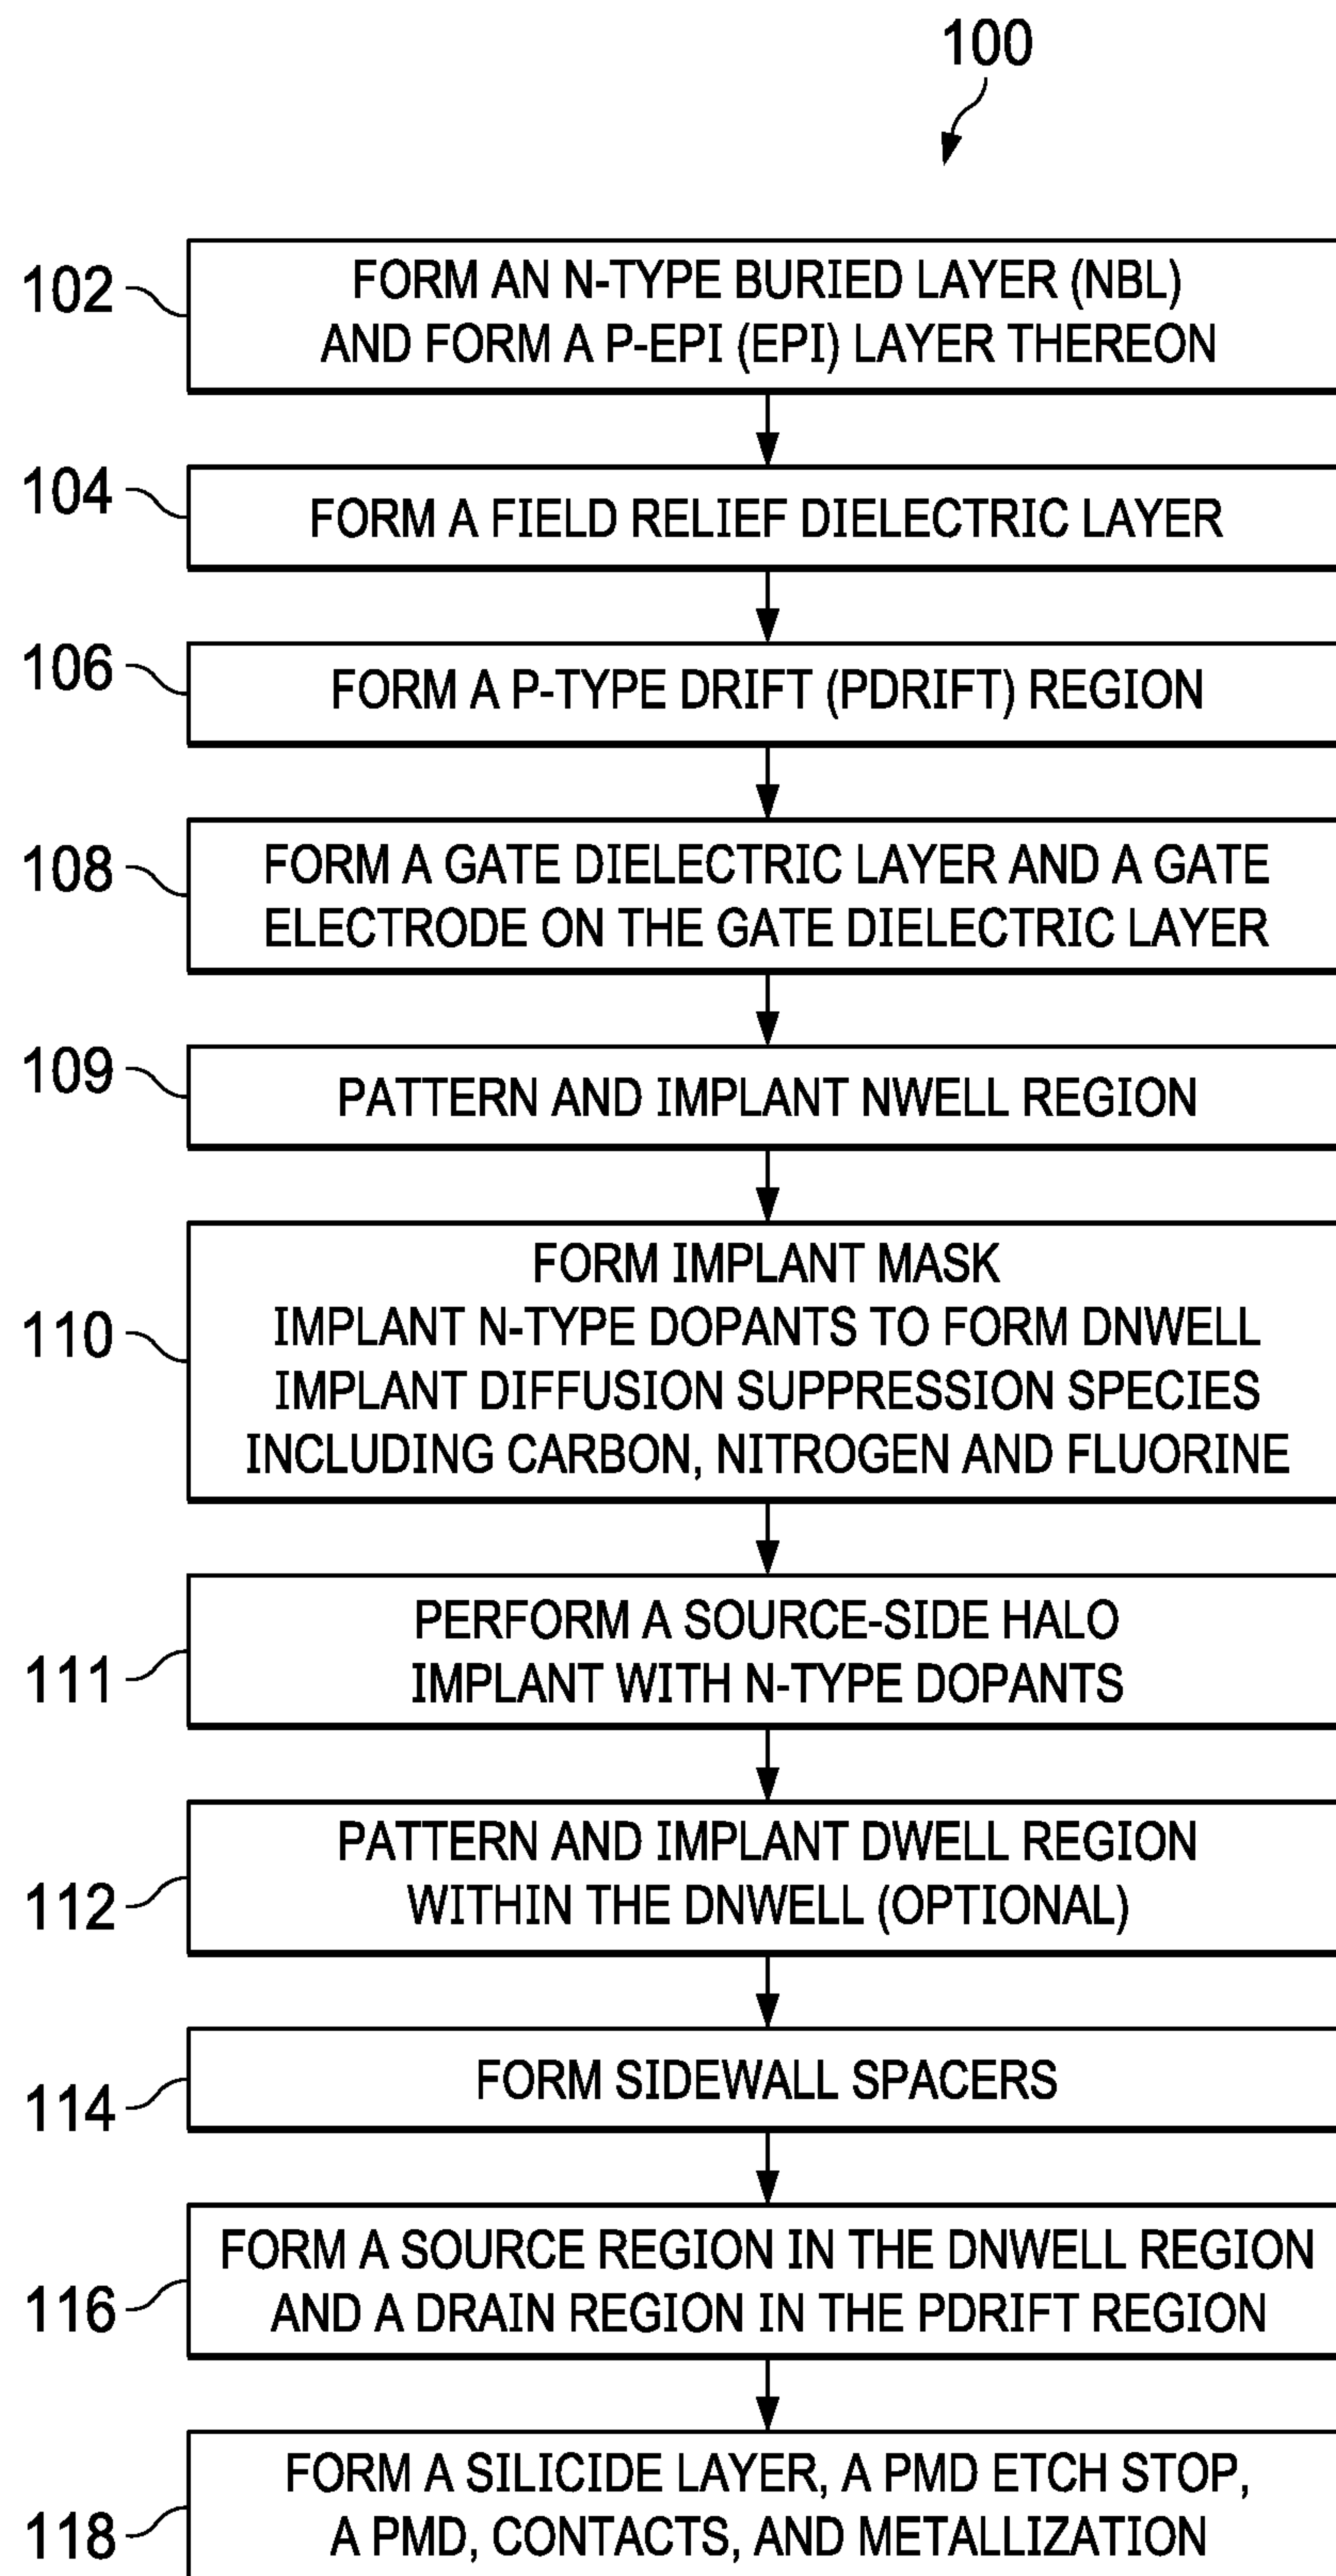 100
102
FORM AN N-TYPE BURIED LAYER (NBL)
AND FORM A P-EPI (EPI) LAYER THEREON
104
FORM A FIELD RELIEF DIELECTRIC LAYER
106
FORM A P-TYPE DRIFT (PDRIFT) REGION
108
FORM A GATE DIELECTRIC LAYER AND A GATE
ELECTRODE ON THE GATE DIELECTRIC LAYER
109
PATTERN AND IMPLANT NWELL REGION
110
FORM IMPLANT MASK
IMPLANT N-TYPE DOPANTS TO FORM DNWELL
IMPLANT DIFFUSION SUPPRESSION SPECIES
INCLUDING CARBON, NITROGEN AND FLUORINE
111
PERFORM A SOURCE-SIDE HALO
IMPLANT WITH N-TYPE DOPANTS
112
PATTERN AND IMPLANT DWELL REGION
WITHIN THE DNWELL (OPTIONAL)
114
FORM SIDEWALL SPACERS
116
FORM A SOURCE REGION IN THE DNWELL REGION
AND A DRAIN REGION IN THE PDRIFT REGION
118
FORM A SILICIDE LAYER, A PMD ETCH STOP,
A PMD, CONTACTS, AND METALLIZATION